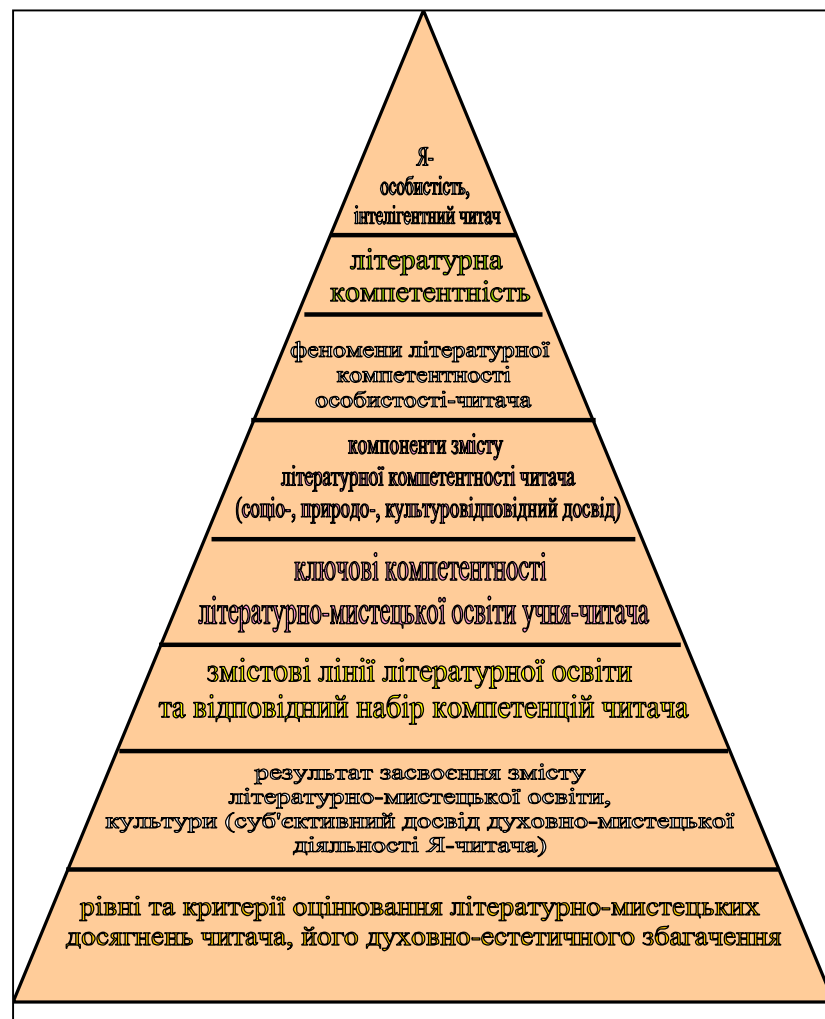 Я-
особистість,
інтелігентний читач
літературна
компетентність
феномени літературної
компетентності
особистості-читача
компоненти змісту
літературної компетентності читача
(соціо-, природо-, культуровідповідний досвід)
ключові компетентності
літературно-мистецької освіти учня-читача
змістові лінії літературної освіти
та відповідний набір компетенцій читача
результат засвоєння змісту
літературно-мистецької освіти,
культури (суб'єктивний досвід духовно-мистецької
діяльності Я-читача)
рівні та критерії оцінювання літературно-мистецьких
досягнень читача, його духовно-естетичного збагачення